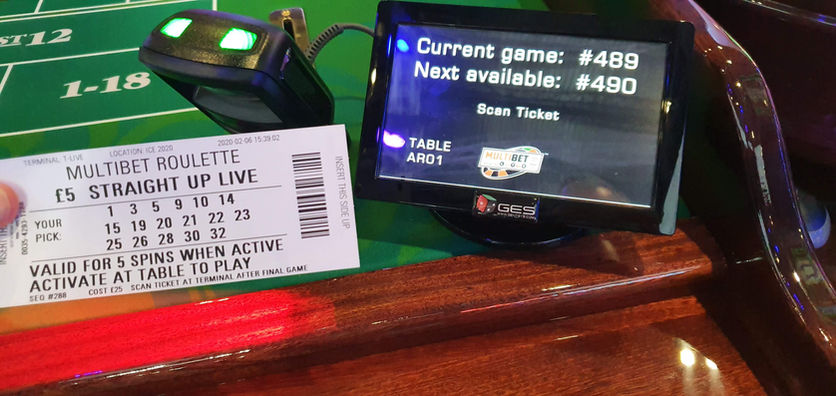 ST 12
1-18
Current game: #489
Next available: #490
Scan Ticket
TABLE
AR01
MULTIBET
GES
TERMINAL T-LIVE LOCATION: ICE 2020 2020-02-06 15:39:02
MULTIBET ROULETTE
£5 STRAIGHT UP LIVE
YOUR PICK:
1 3 5 9 10 14
15 19 20 21 22 23
25 26 28 30 32
VALID FOR 5 SPINS WHEN ACTIVE
ACTIVATE AT TABLE TO PLAY
SEQ #288 COST £25 SCAN TICKET AT TERMINAL AFTER FINAL GAME
INSERT THIS SIDE UP